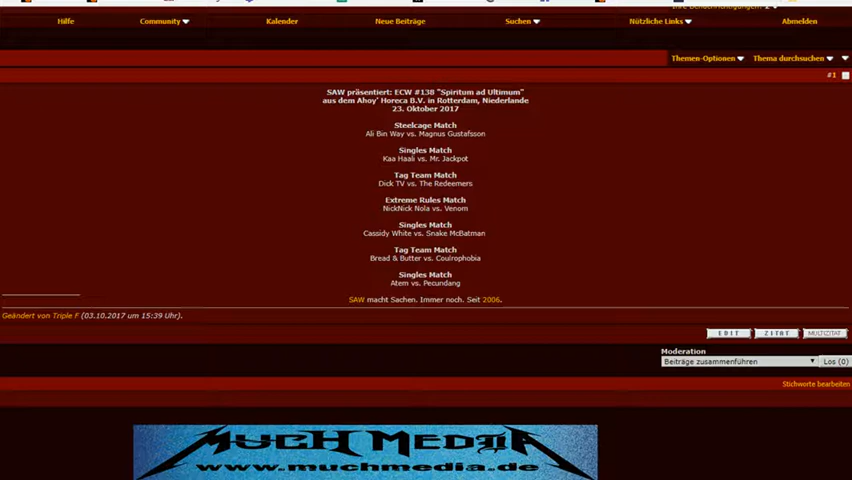 Hilfe Community Kalender Neue Beiträge Suchen Nützliche Links Abmelden
Themen-Optionen Thema durchsuchen
#1
SAW präsentiert: ECW #138 "Spiritum ad Ultimum"
aus dem Ahoy' Horeca B.V. in Rotterdam, Niederlande
23. Oktober 2017
Steelcage Match
Ali Bin Way vs. Magnus Gustafsson
Singles Match
Kaa Haali vs. Mr. Jackpot
Tag Team Match
Dick TV vs. The Redeemers
Extreme Rules Match
NickNick Nola vs. Venom
Singles Match
Cassidy White vs. Snake McBatman
Tag Team Match
Bread & Butter vs. Coulrophobia
Singles Match
Atem vs. Pecundang
SAW macht Sachen. Immer noch. Seit 2006.
Geändert von Triple F (03.10.2017 um 15:39 Uhr).
EDIT ZITAT MULTIZITAT
Moderation
Beiträge zusammenführen Los (0)
Stichworte bearbeiten
MUCH MEDIA
www.muchmedia.de